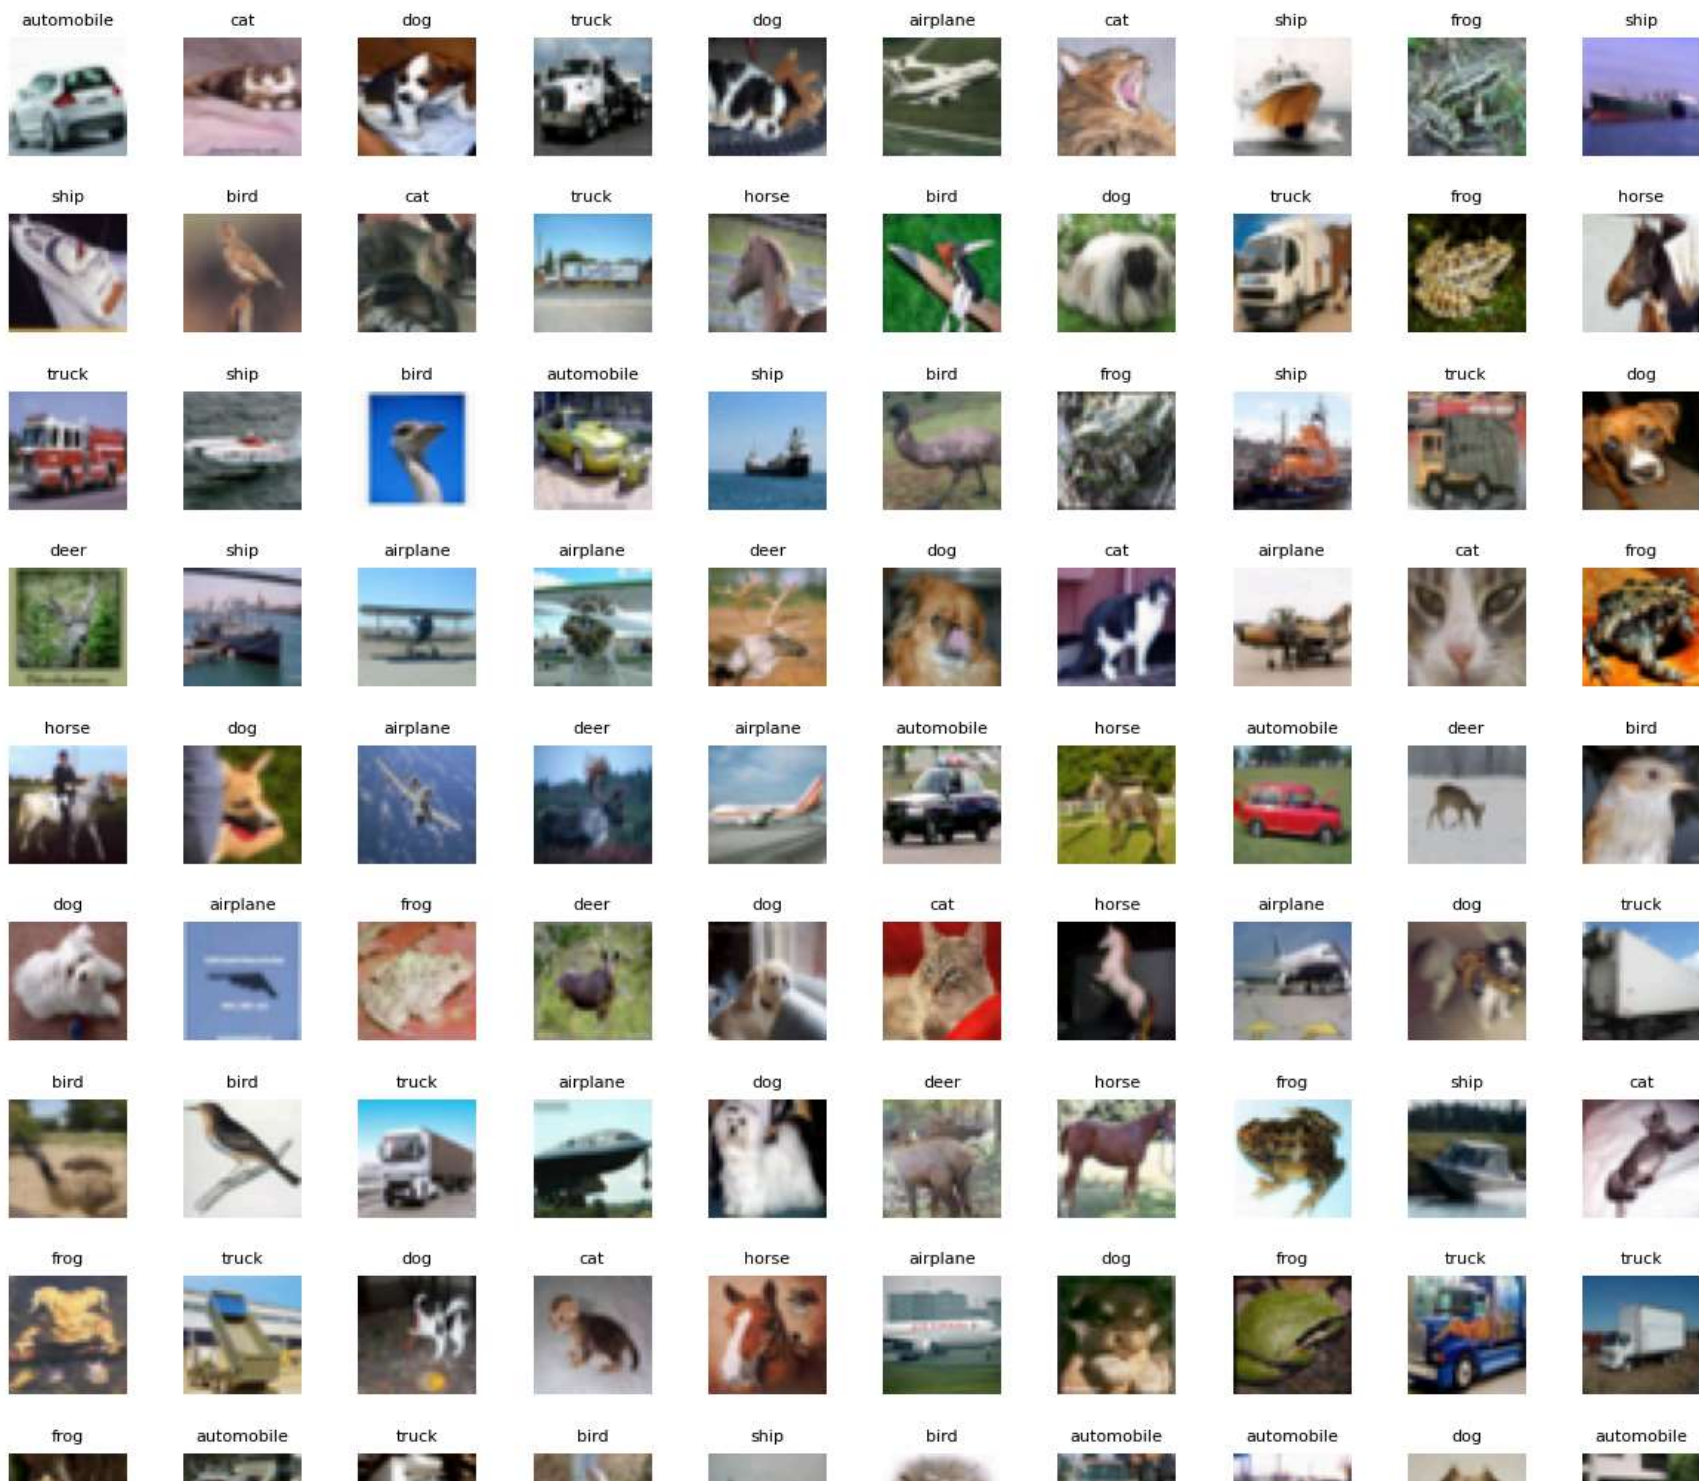 automobile cat dog truck dog airplane cat ship frog ship
ship bird cat truck horse bird dog truck frog horse
truck ship bird automobile ship bird frog ship truck dog
deer ship airplane airplane deer dog cat airplane cat frog
horse dog airplane deer airplane automobile horse automobile deer bird
dog airplane frog deer dog cat horse airplane dog truck
bird bird truck airplane dog deer horse frog ship cat
frog truck dog cat horse airplane dog frog truck truck
frog automobile truck bird ship bird automobile automobile dog automobile